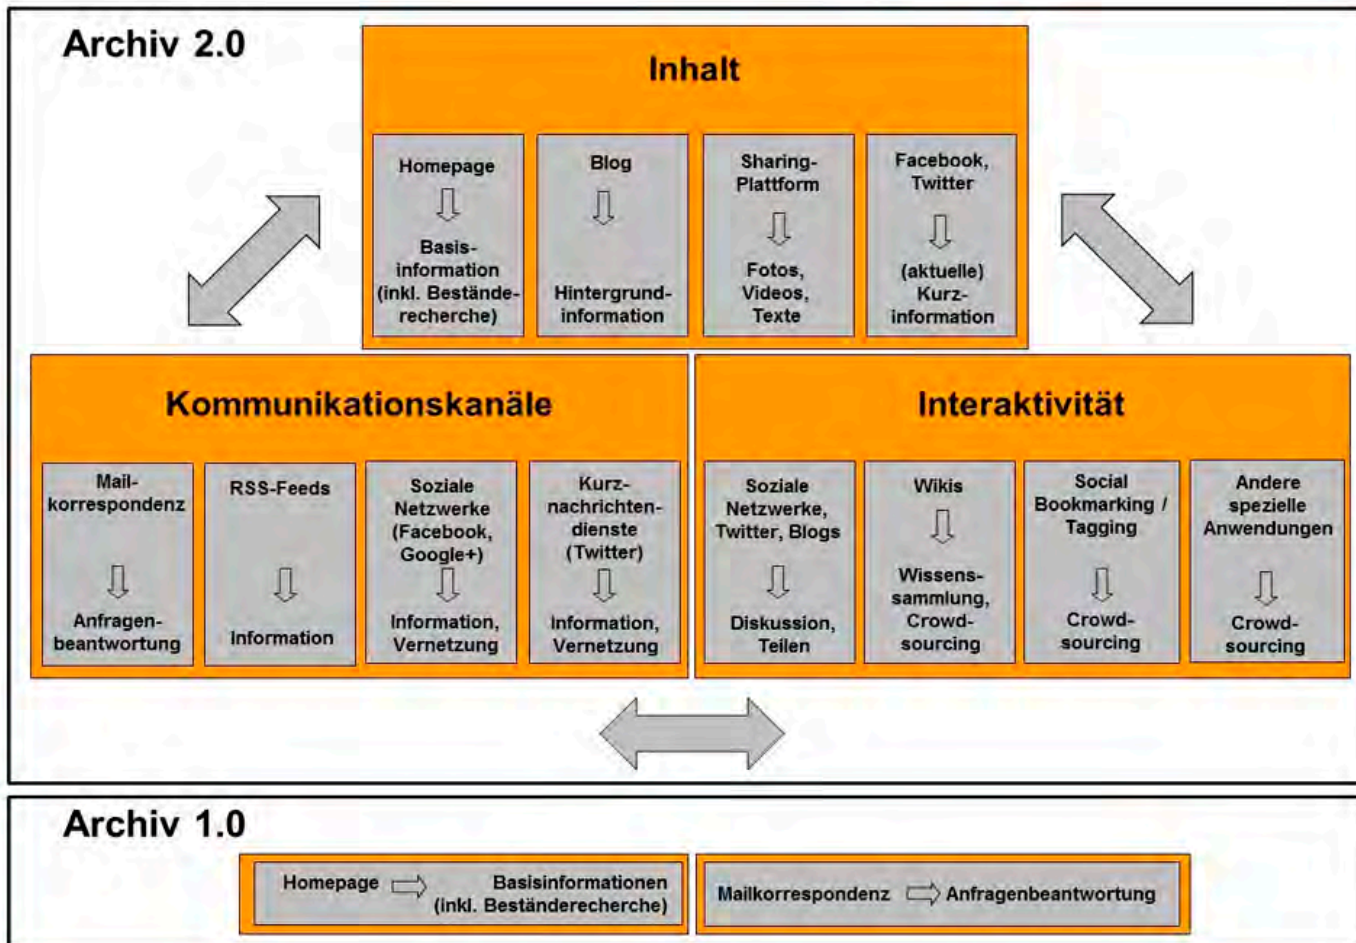 Archiv 2.0
Inhalt
Homepage
Basis-
information
(inkl. Bestände-
recherche)
Blog
Hintergrund-
information
Sharing-
Plattform
Fotos,
Videos,
Texte
Facebook,
Twitter
(aktuelle)
Kurz-
information
Kommunikationskanäle
Mail-
korrespondenz
Anfragen-
beantwortung
RSS-Feeds
Information
Soziale
Netzwerke
(Facebook,
Google+)
Information,
Vernetzung
Kurz-
nachrichten-
dienste
(Twitter)
Information,
Vernetzung
Interaktivität
Soziale
Netzwerke,
Twitter, Blogs
Diskussion,
Teilen
Wikis
Wissens-
sammlung,
Crowd-
sourcing
Social
Bookmarking /
Tagging
Crowd-
sourcing
Andere
spezielle
Anwendungen
Crowd-
sourcing
Archiv 1.0
Homepage
Basisinformationen
(inkl. Beständerecherche)
Mailkorrespondenz
Anfragenbeantwortung